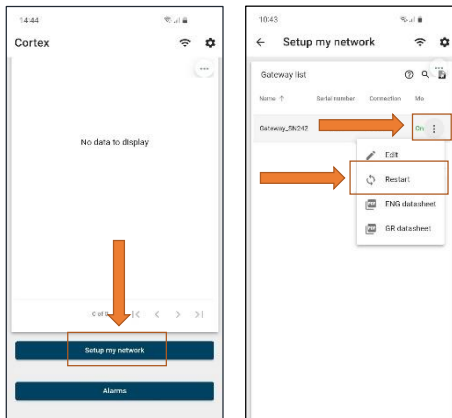 14:44
Cortex
No data to display
Setup my network
Alarms
10:43
Setup my network
Gateway list
Name ↑ Serial number Connection Mo
Gateway_SN242 On
Edit
Restart
ENG datasheet
GR datasheet